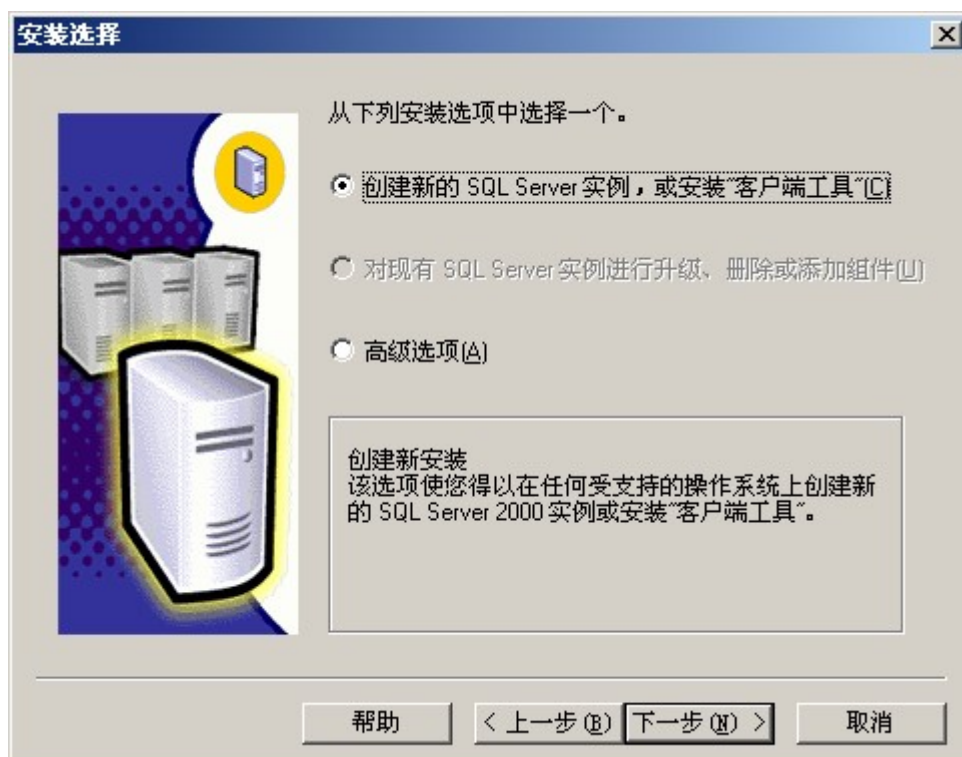 安装选择
从下列安装选项中选择一个。
创建新的 SQL Server 实例，或安装"客户端工具"(C)
对现有 SQL Server 实例进行升级、删除或添加组件(U)
高级选项(A)
创建新安装
该选项使您得以在任何受支持的操作系统上创建新
的 SQL Server 2000 实例或安装"客户端工具"。
帮助
< 上一步(B)
下一步(N) >
取消